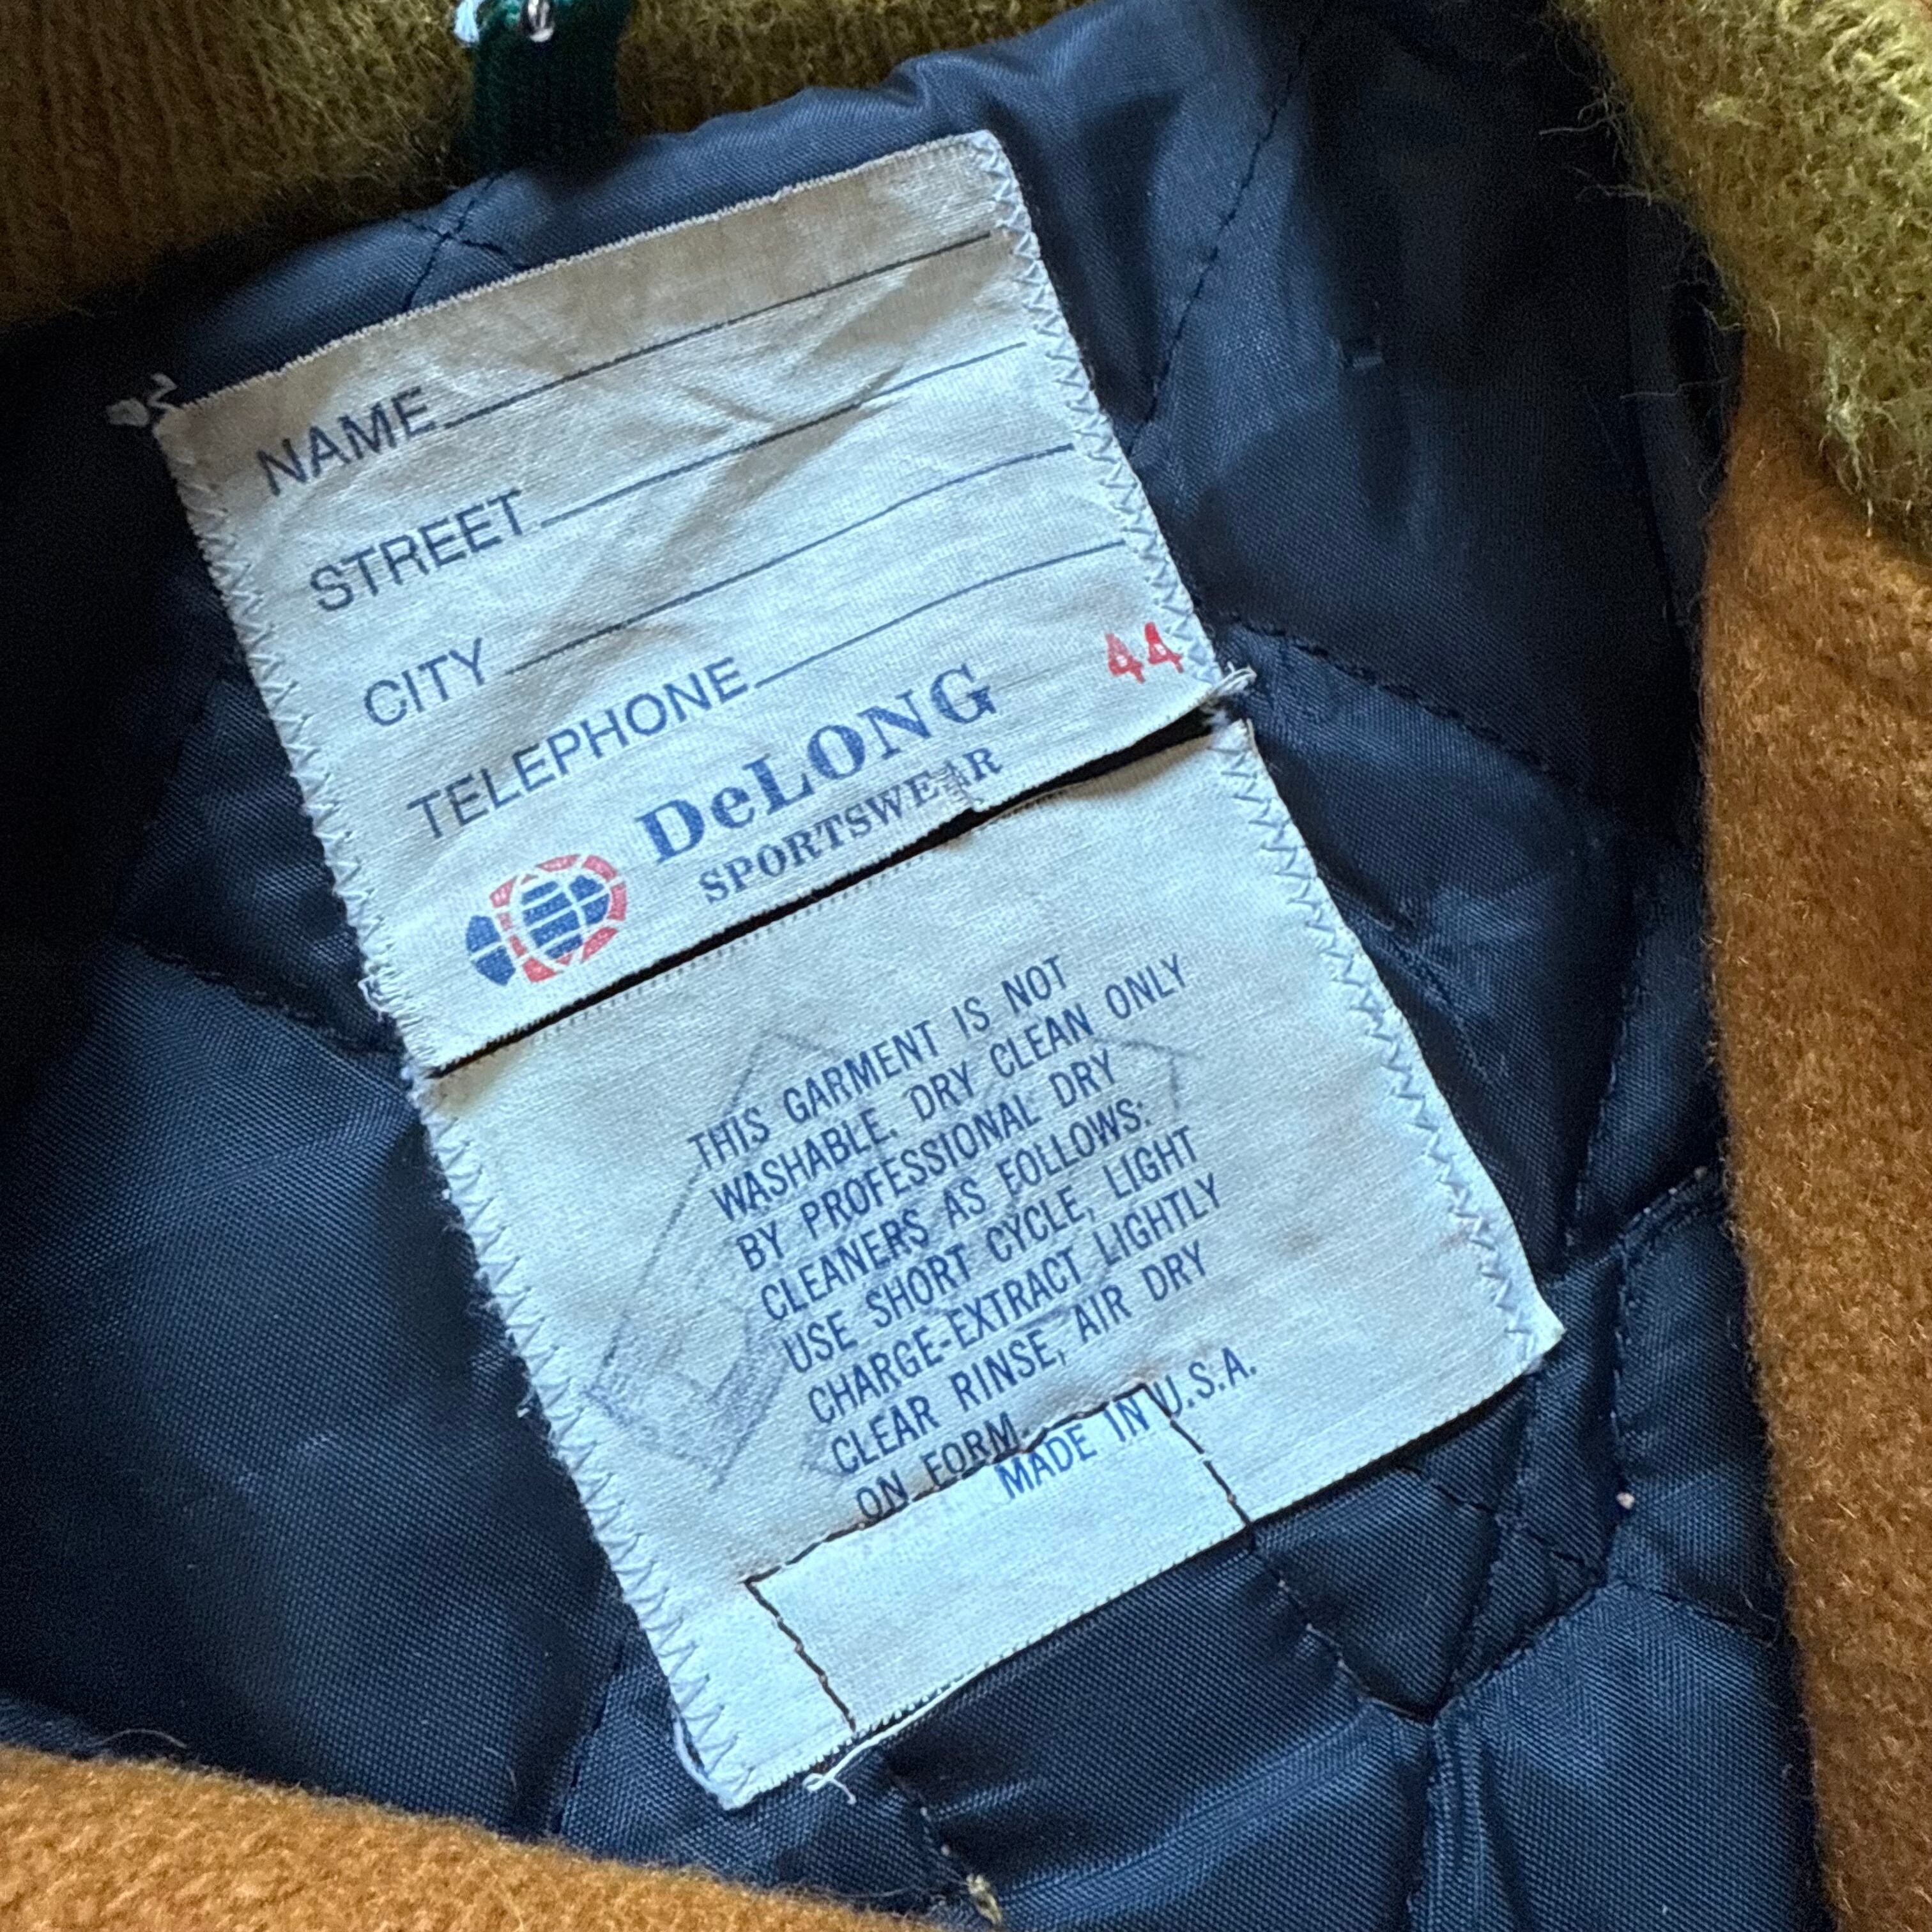 NAME
STREET
CITY
TELEPHONE
44
DeLONG
SPORTSWEAR
THIS GARMENT IS NOT
WASHABLE. DRY CLEAN ONLY
BY PROFESSIONAL DRY
CLEANERS AS FOLLOWS:
USE SHORT CYCLE, LIGHT
CHARGE-EXTRACT LIGHTLY
CLEAR RINSE, AIR DRY
ON FORM.
MADE IN U.S.A.